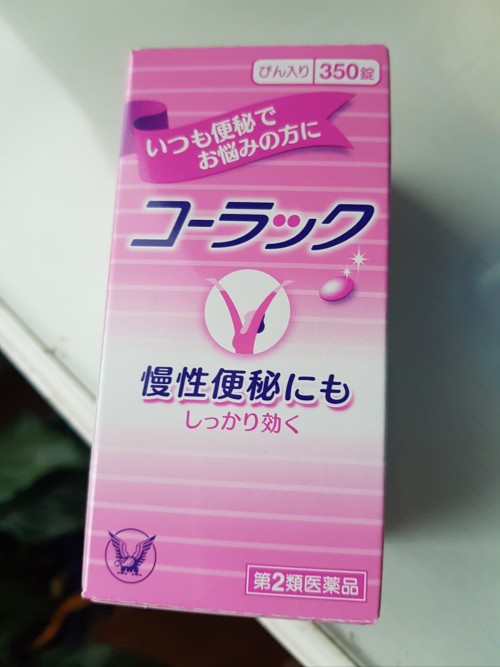 びん入り 350錠
いつも便秘で
お悩みの方に
コーラック
慢性便秘にも
しっかり効く
第2類医薬品